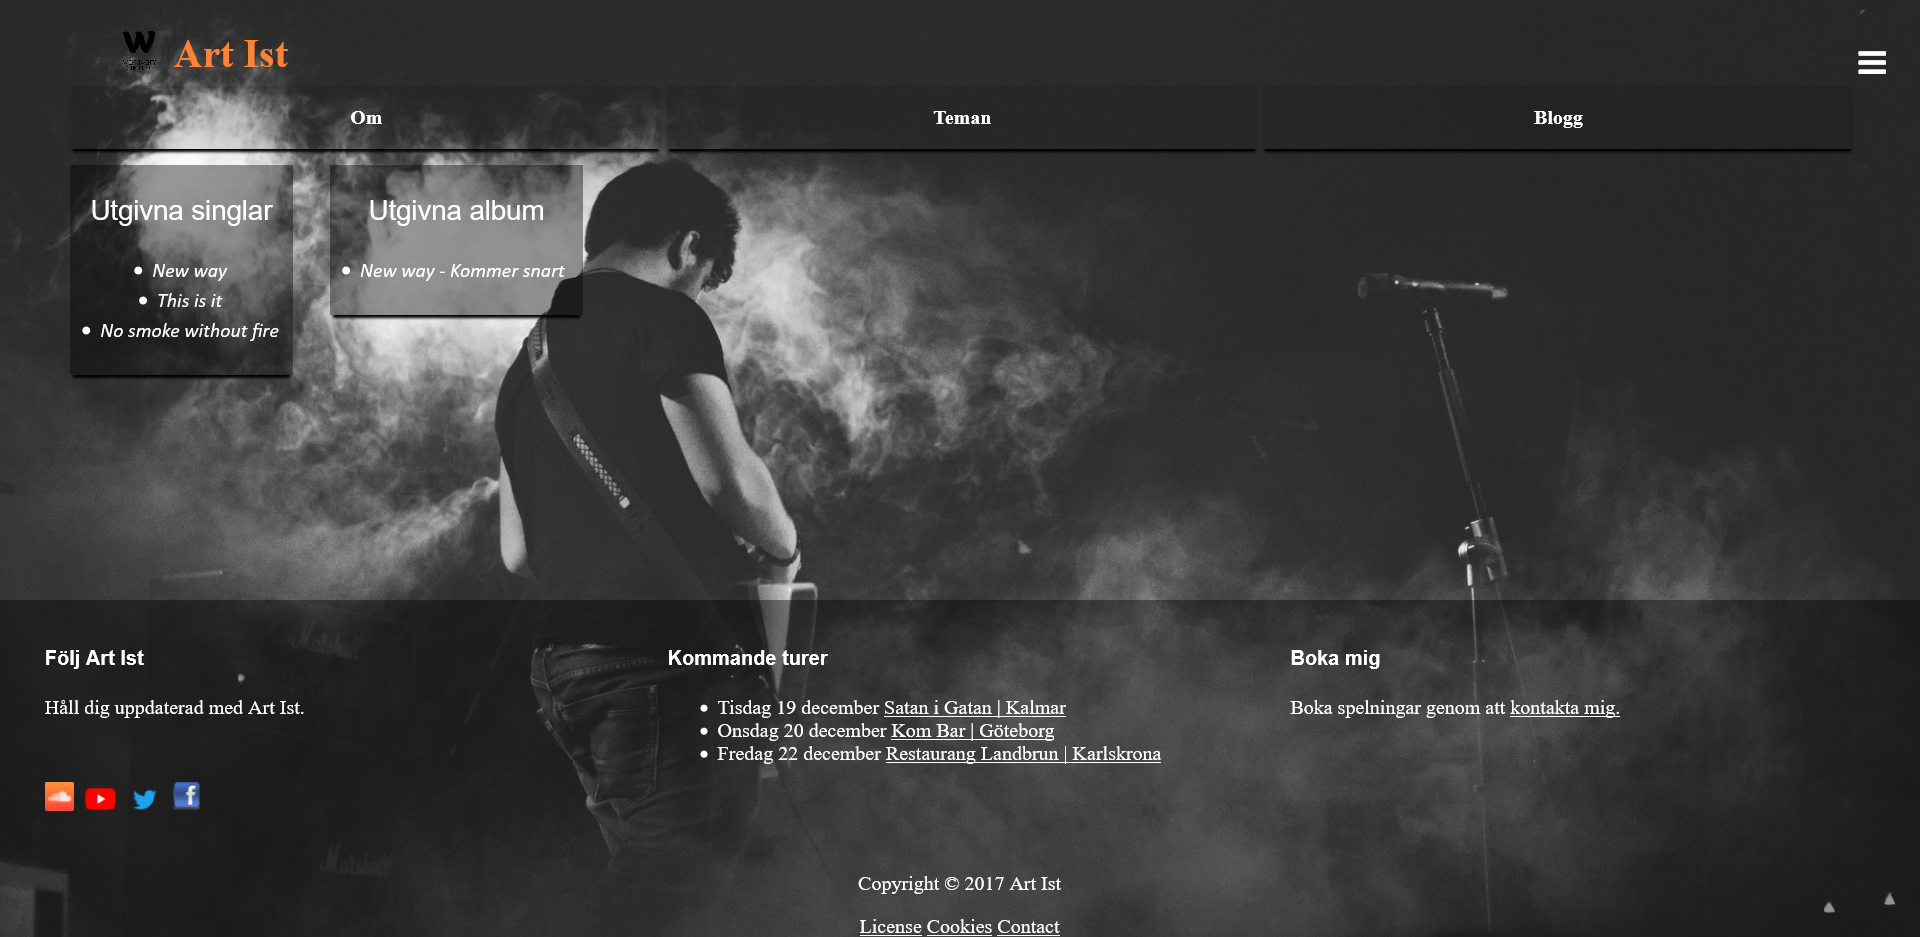 W
Art Ist
Om
Teman
Blogg
Utgivna singlar
New way
This is it
No smoke without fire
Utgivna album
New way - Kommer snart
Följ Art Ist
Håll dig uppdaterad med Art Ist.
Kommande turer
Tisdag 19 december Satan i Gatan | Kalmar
Onsdag 20 december Kom Bar | Göteborg
Fredag 22 december Restaurang Landbrun | Karlskrona
Boka mig
Boka spelningar genom att kontakta mig.
Marshall
Marshall
Copyright © 2017 Art Ist
License Cookies Contact